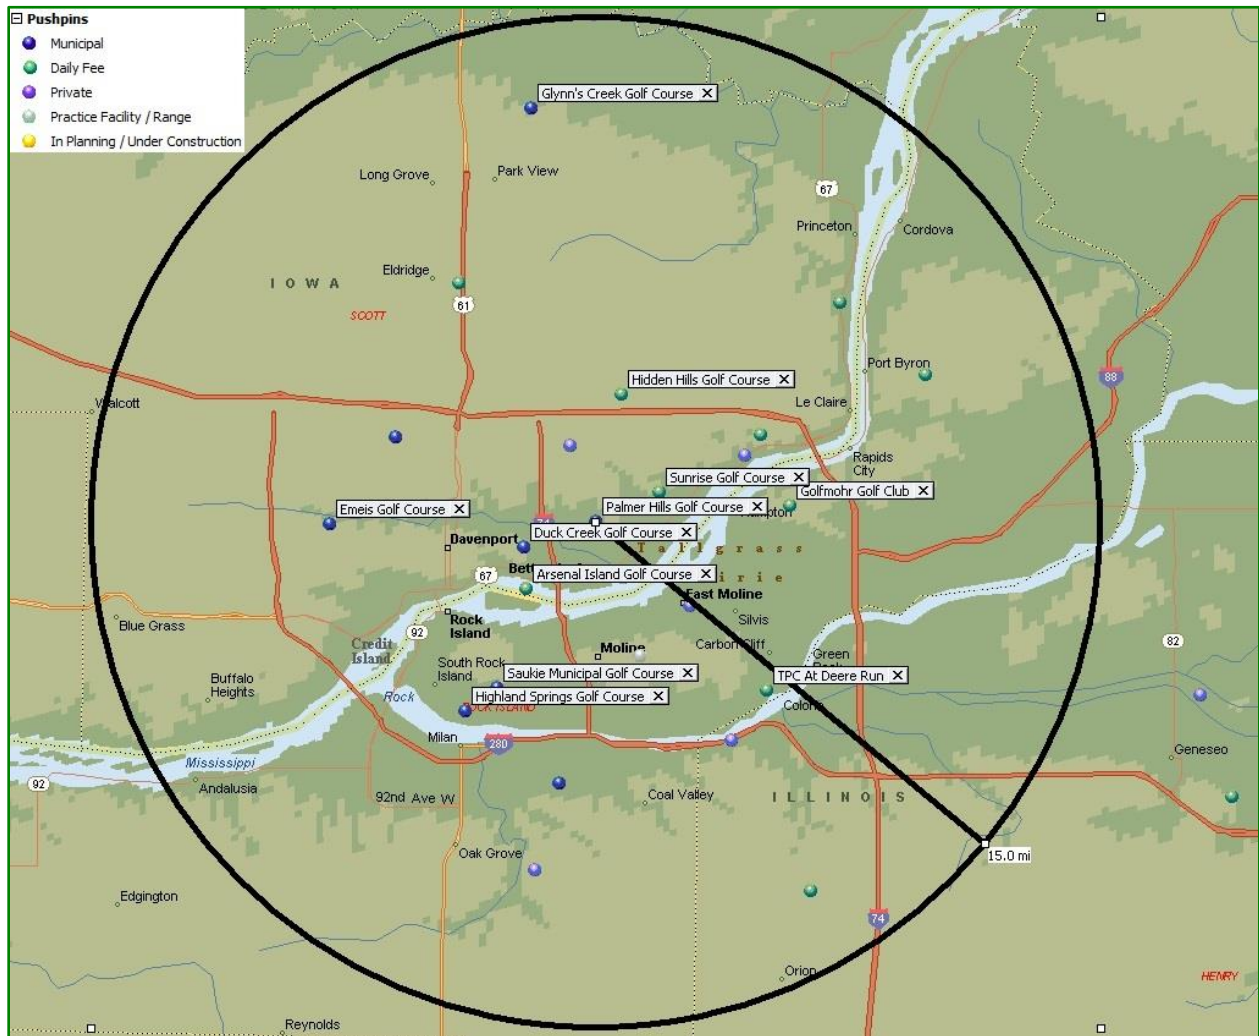 Pushpins
Municipal
Daily Fee
Private
Practice Facility / Range
In Planning / Under Construction
Glynn's Creek Golf Course
Long Grove
Park View
67
Princeton
Cordova
Eldridge
IOWA
61
SCOTT
Port Byron
88
Hidden Hills Golf Course
Le Claire
Walcott
Rapids
City
Sunrise Golf Course
Golfmohr Golf Club
Emeis Golf Course
Palmer Hills Golf Course
Duck Creek Golf Course
Davenport
Tallgrass
67
Arsenal Island Golf Course
East Moline
Blue Grass
Rock
Island
92
Silvis
Carbon Cliff
Green
82
Credit
Island
Moline
South Rock
Island
Saukie Municipal Golf Course
TPC At Deere Run
Buffalo
Heights
Rock
Highland Springs Golf Course
Colona
Milan
280
Geneseo
Mississippi
92
Andalusia
92nd Ave W
Coal Valley
ILLINOIS
Oak Grove
15.0 mi
Edgington
74
Orion
HENRY
Reynolds